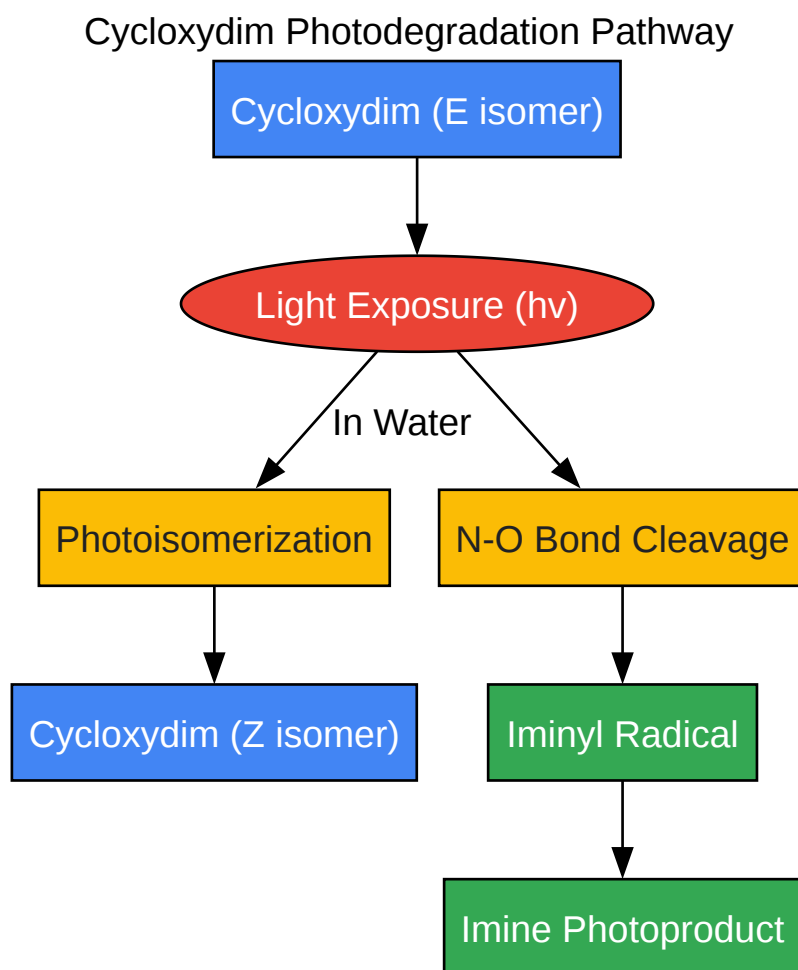 Cycloxydim Photodegradation Pathway
Cycloxydim (E isomer)
Light Exposure (hv)
In Water
Photoisomerization
N-O Bond Cleavage
Cycloxydim (Z isomer)
Iminyl Radical
Imine Photoproduct